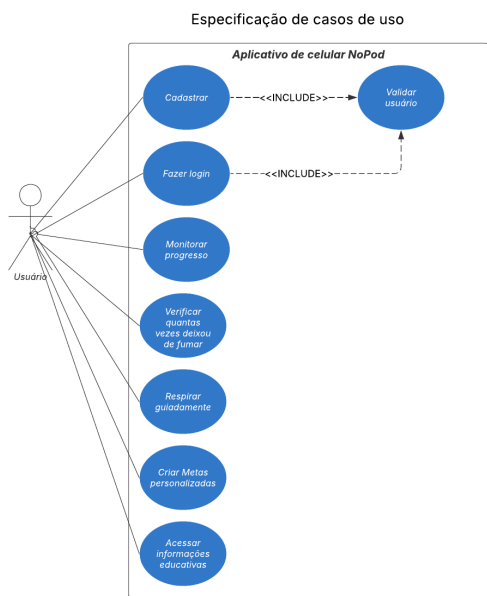 Especificação de casos de uso
Aplicativo de celular NoPod
Cadastrar
<<INCLUDE>>
Validar
usuário
Fazer login
<<INCLUDE>>
Monitorar
progresso
Usuário
Verificar
quantas
vezes deixou
de fumar
Respirar
guiadamente
Criar Metas
personalizadas
Acessar
informações
educativas